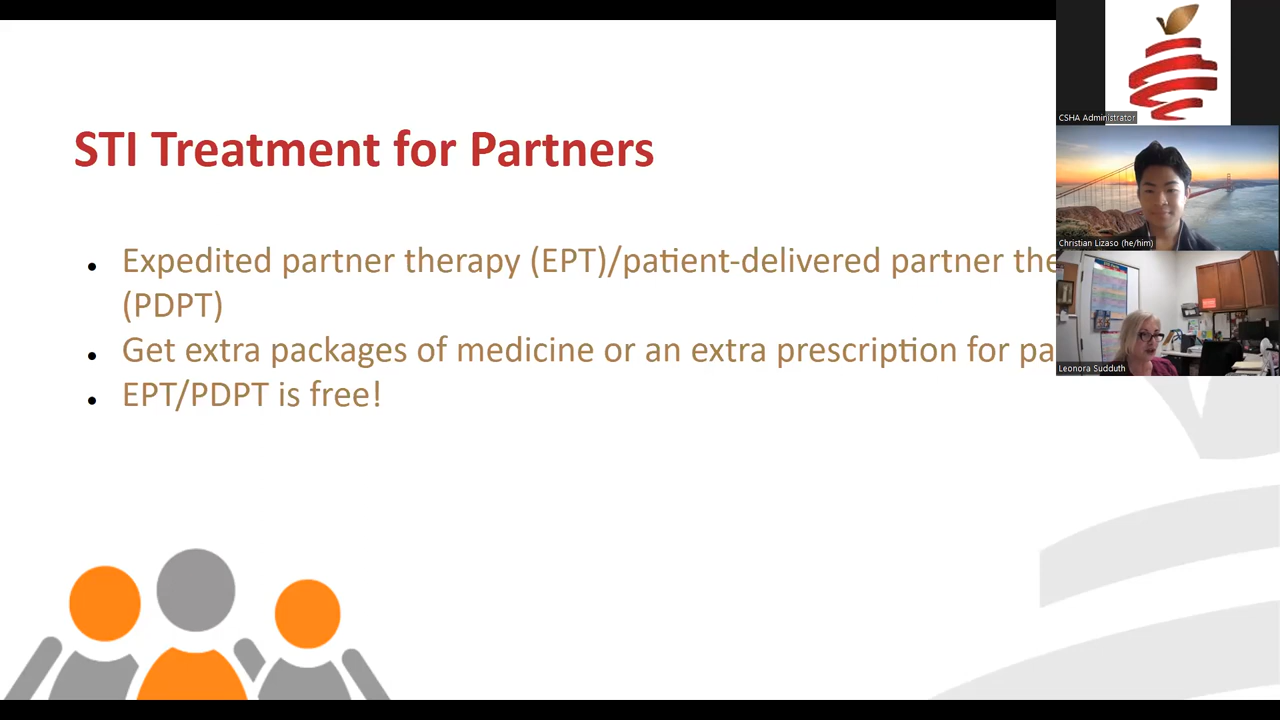 STI Treatment for Partners
Expedited partner therapy (EPT)/patient-delivered partner the
(PDPT)
Get extra packages of medicine or an extra prescription for pa
EPT/PDPT is free!
CSHA Administrator
Christian Lizaso (he/him)
Leonora Sudduth